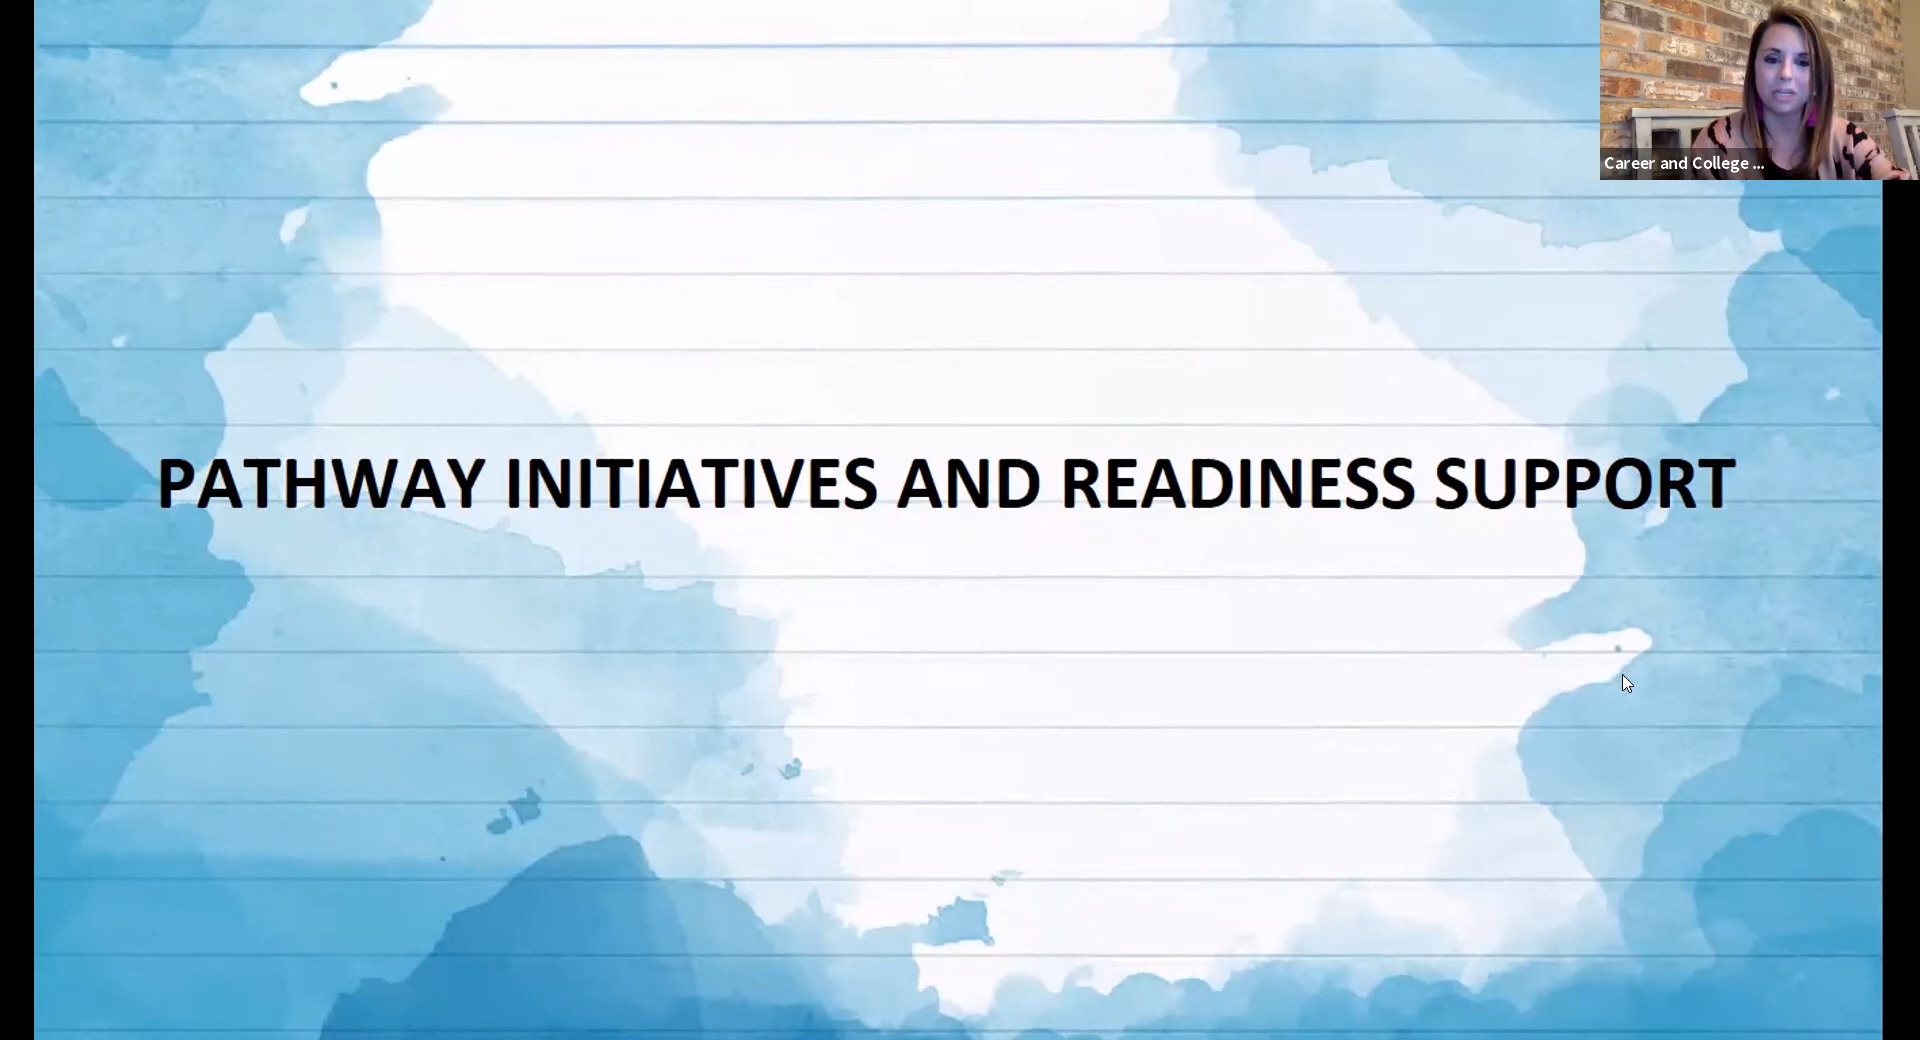 Career and College ...
PATHWAY INITIATIVES AND READINESS SUPPORT